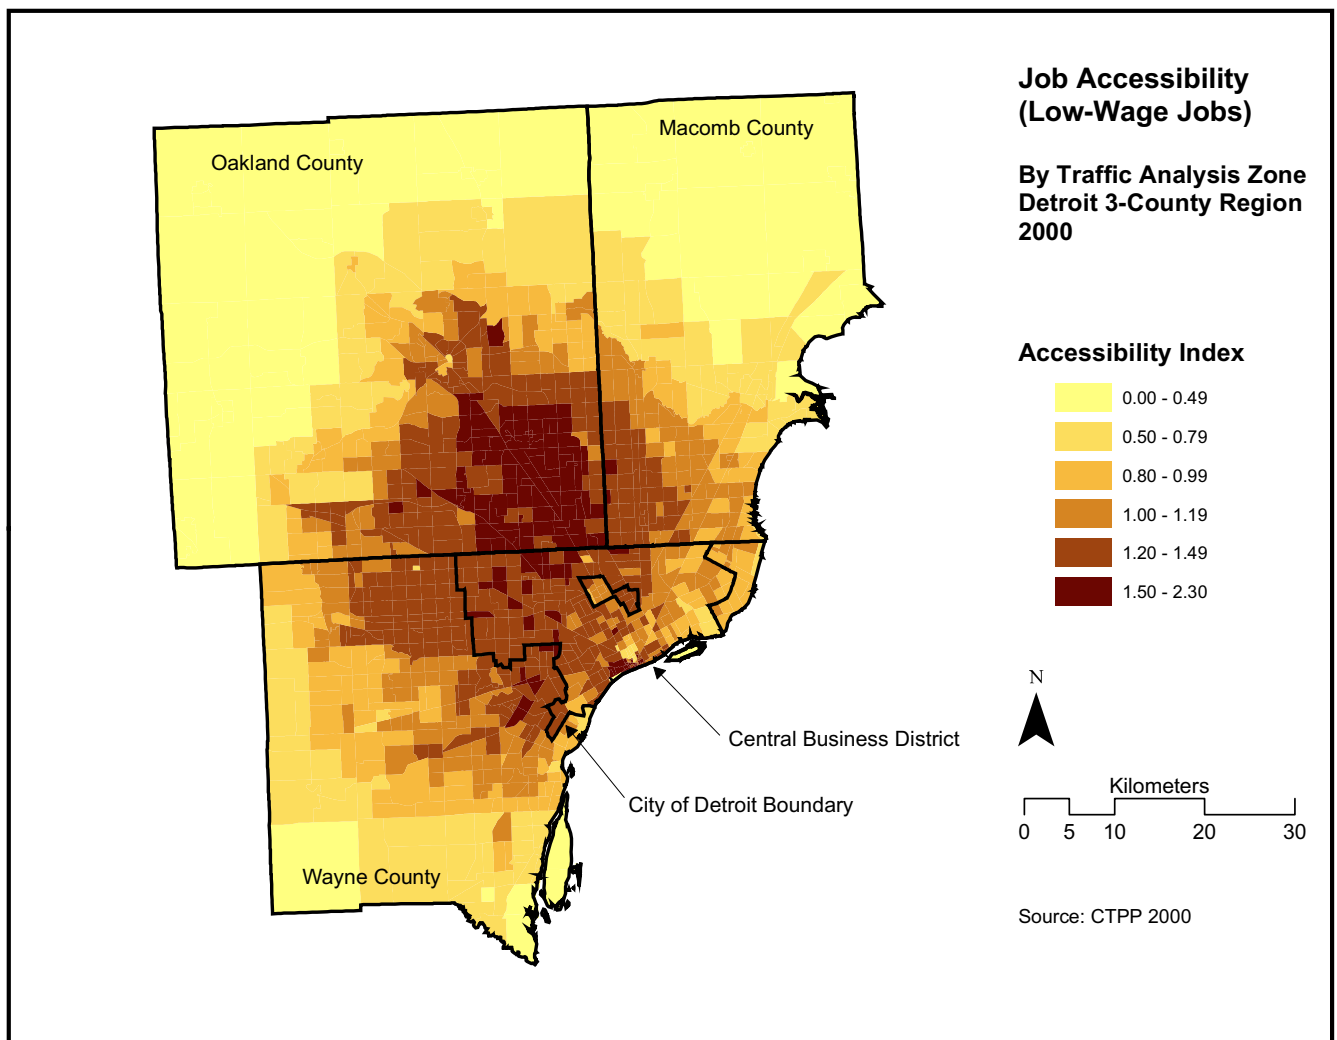 Job Accessibility
(Low-Wage Jobs)
By Traffic Analysis Zone
Detroit 3-County Region
2000
Oakland County
Macomb County
Accessibility Index
0.00 - 0.49
0.50 - 0.79
0.80 - 0.99
1.00 - 1.19
1.20 - 1.49
1.50 - 2.30
N
Central Business District
City of Detroit Boundary
Wayne County
Kilometers
0 5 10 20 30
Source: CTPP 2000